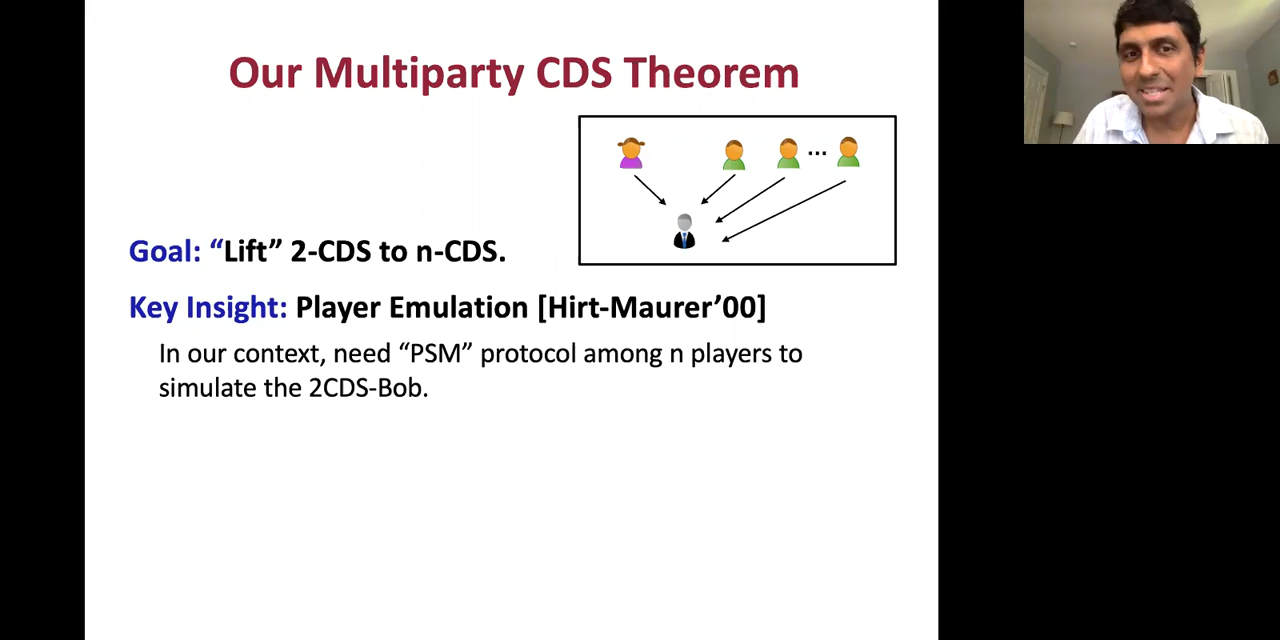 Our Multiparty CDS Theorem
...
Goal: “Lift” 2-CDS to n-CDS.
Key Insight: Player Emulation [Hirt-Maurer’00]
In our context, need “PSM” protocol among n players to
simulate the 2CDS-Bob.